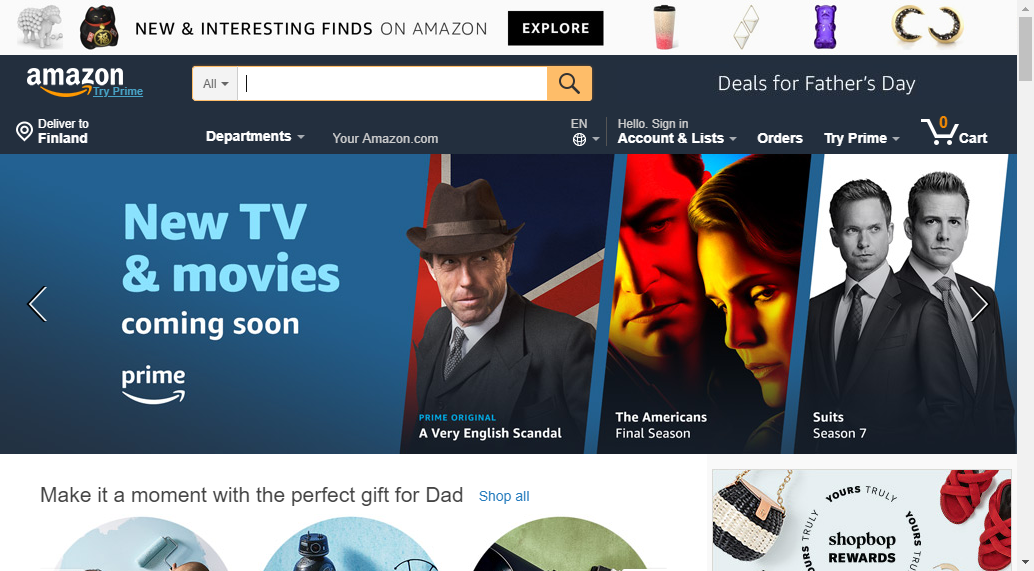 NEW & INTERESTING FINDS ON AMAZON EXPLORE
amazon
Try Prime
All
Deals for Father's Day
Deliver to
Finland
Departments
Your Amazon.com
EN
Hello. Sign in
Account & Lists
Orders
Try Prime
0
Cart
New TV
& movies
coming soon
prime
PRIME ORIGINAL
A Very English Scandal
The Americans
Final Season
Suits
Season 7
Make it a moment with the perfect gift for Dad Shop all
YOURS TRULY
shopbop
REWARDS
YOURS TRULY
YOURS TRULY